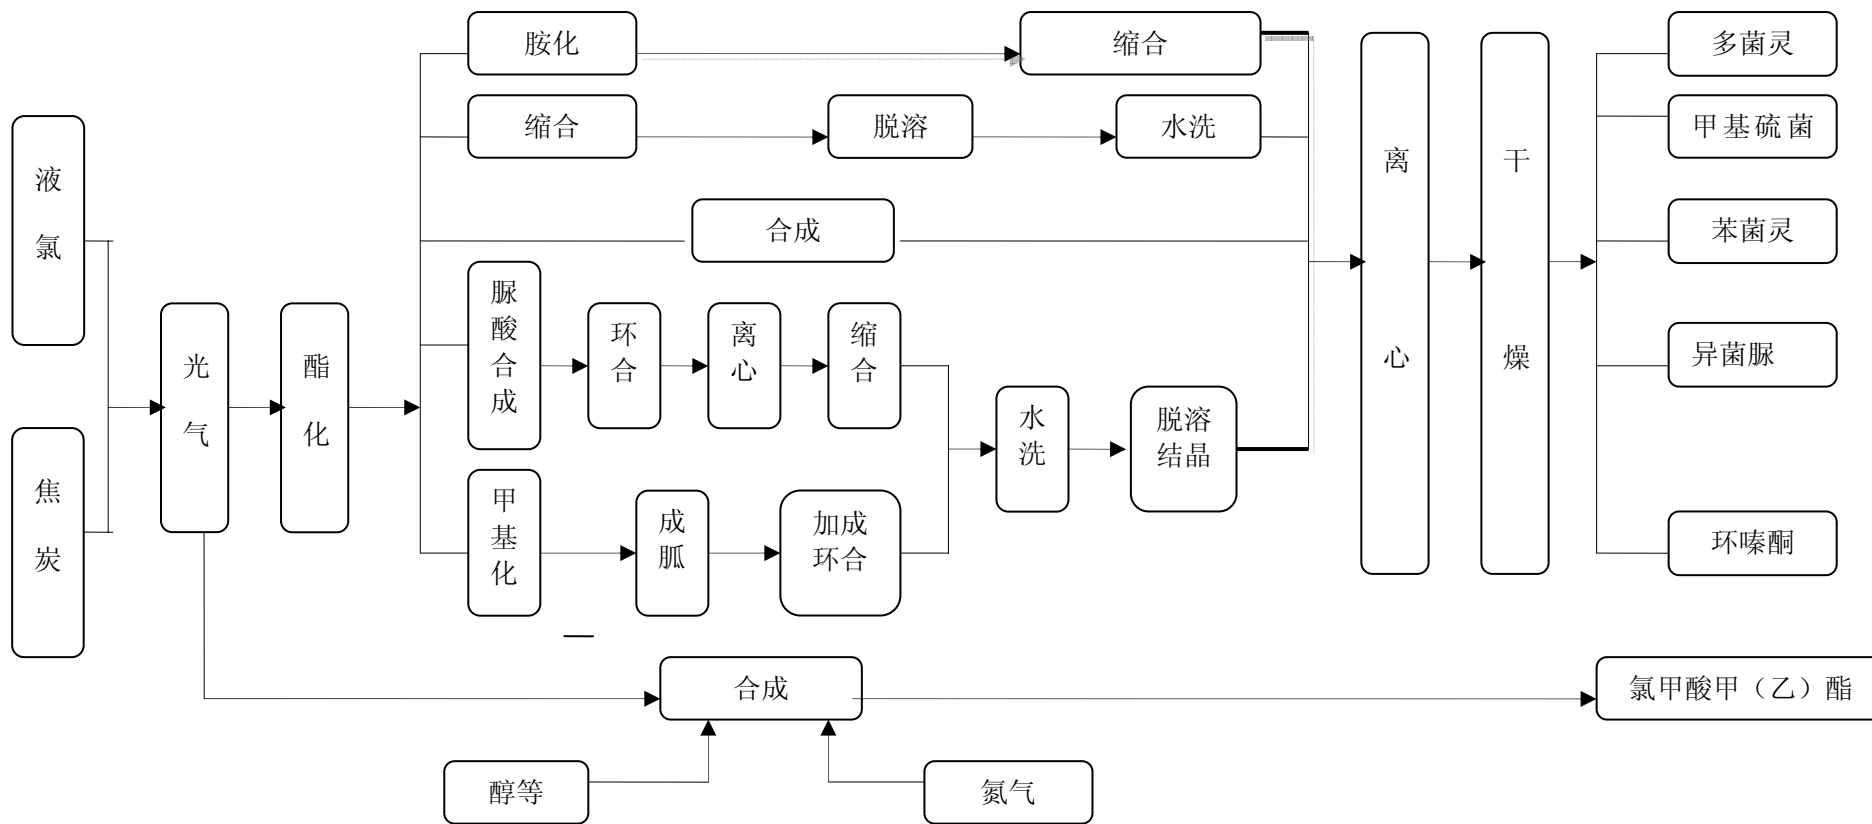 胺化
缩合
多菌灵
缩合
脱溶
水洗
甲基硫菌
液氯
离心
干燥
合成
苯菌灵
脲酸合成
环合
离心
缩合
异菌脲
光气
酯化
水洗
脱溶结晶
焦炭
甲基化
成胍
加成
环合
环嗪酮
合成
氯甲酸甲（乙）酯
醇等
氮气